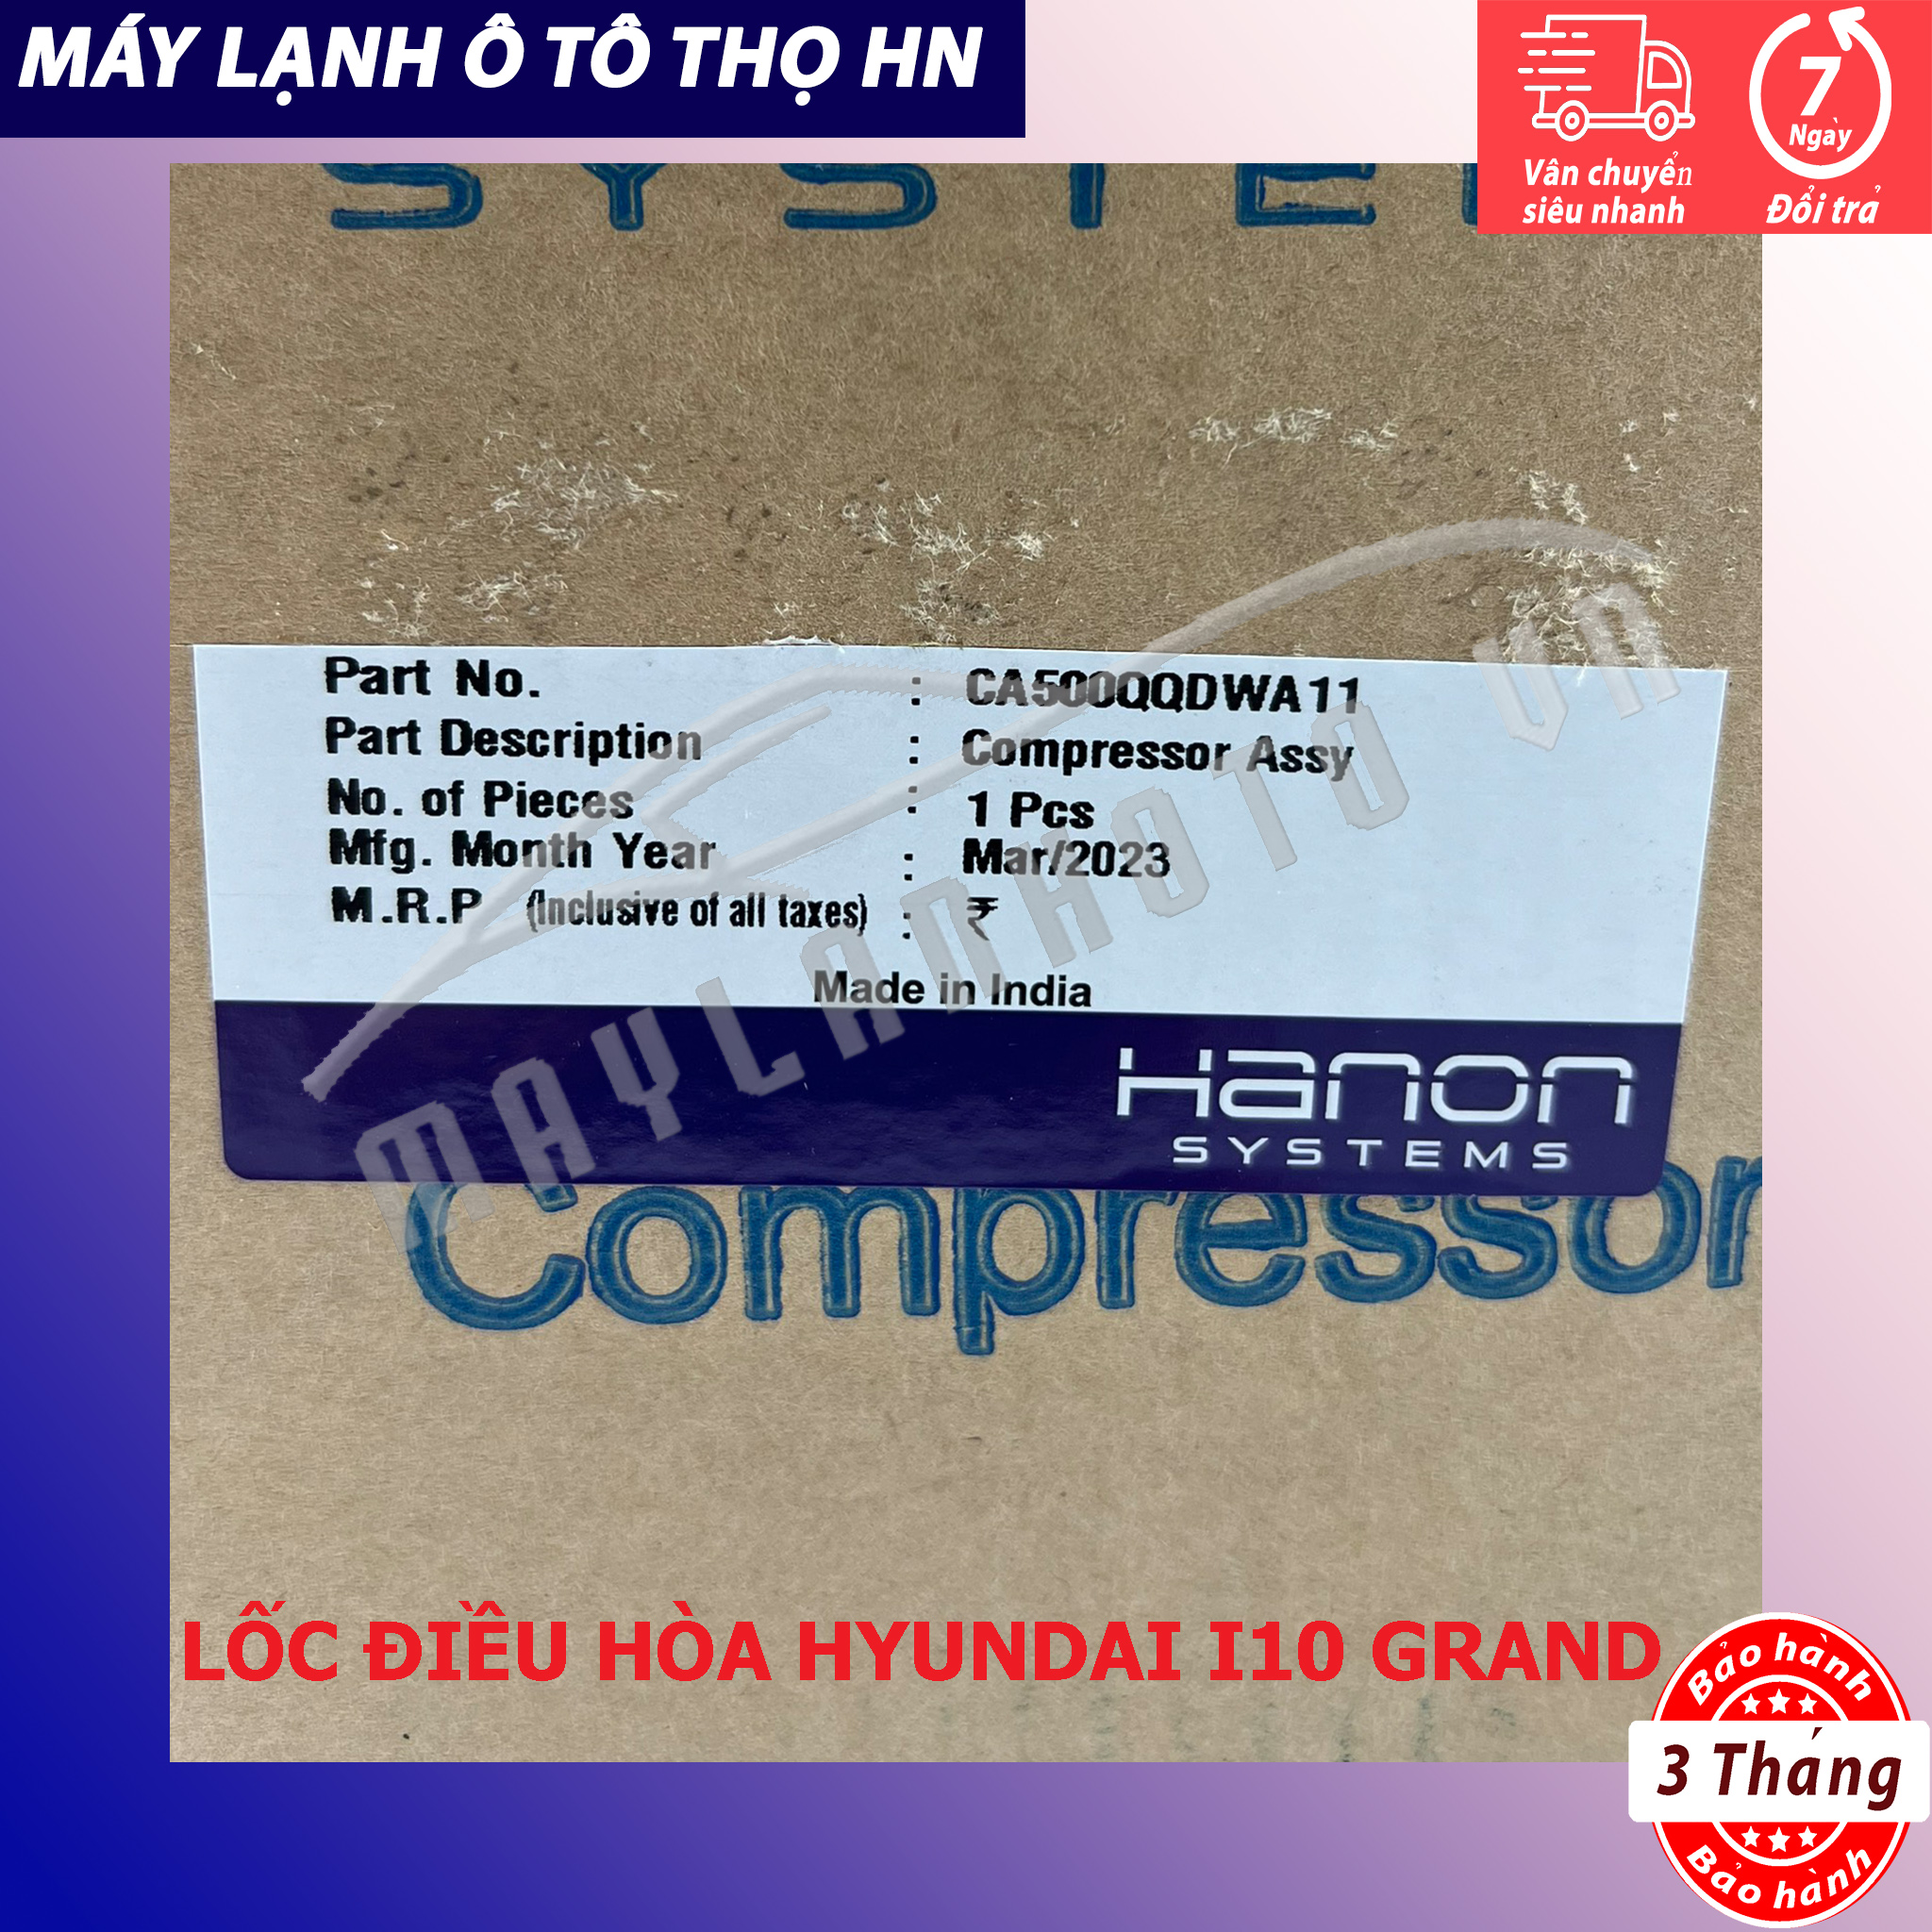 MÁY LẠNH Ô TÔ THỌ HN
7
Ngày
Vân chuyển
siêu nhanh
Đổi trả
SYSTE
Part No. : CA500QQDWA11
Part Description : Compressor Assy
No. of Pieces : 1 Pcs
Mfg. Month Year : Mar/2023
M.R.P (Inclusive of all taxes) : ₹
Made in India
Hanon
SYSTEMS
MAYLANHOTO VN
Compressor
LỐC ĐIỀU HÒA HYUNDAI I10 GRAND
Bảo hành
3 Tháng
Bảo hành